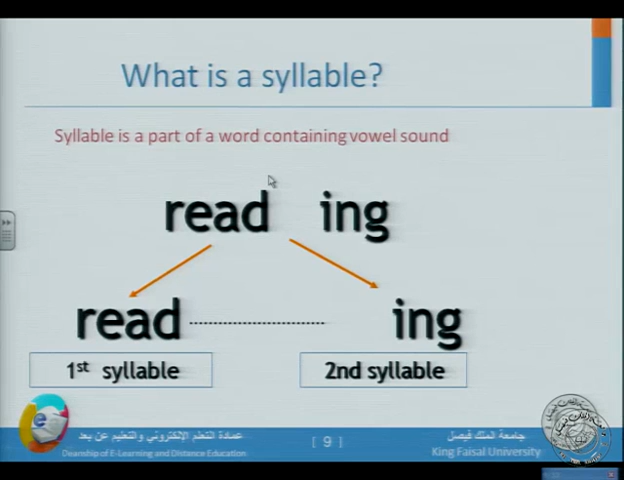 What is a syllable?
Syllable is a part of a word containing vowel sound
read ing
read ing
1st syllable 2nd syllable
عمادة التعلم الإلكتروني والتعليم عن بعد
Deanship of E-Learning and Distance Education
[ 9 ]
جامعة الملك فيصل
King Faisal University